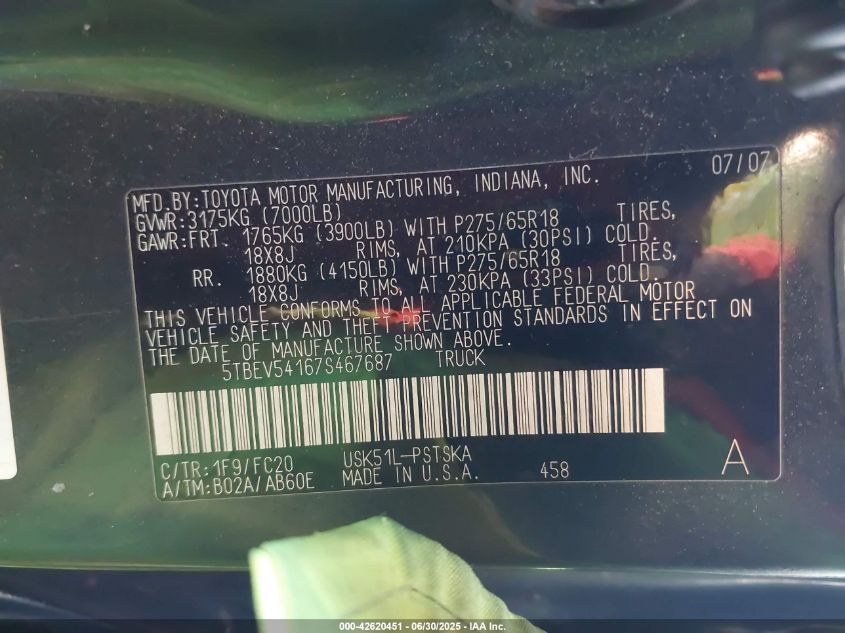 07/07
MFD.BY:TOYOTA MOTOR MANUFACTURING, INDIANA, INC.
GVWR:3175KG (7000LB)
GAWR:FRT. 1765KG (3900LB) WITH P275/65R18 TIRES,
18X8J RIMS, AT 210KPA (30PSI) COLD.
RR. 1880KG (4150LB) WITH P275/65R18 TIRES,
18X8J RIMS, AT 230KPA (33PSI) COLD.
THIS VEHICLE CONFORMS TO ALL APPLICABLE FEDERAL MOTOR
VEHICLE SAFETY AND THEFT PREVENTION STANDARDS IN EFFECT ON
THE DATE OF MANUFACTURE SHOWN ABOVE.
5TBEV54167S467687 TRUCK
C/TR:1F9/FC20 USK51L-PSTSKA
A/TM:B02A/AB60E MADE IN U.S.A. 458 A
000-42620451 - 06/30/2025 - IAA Inc.